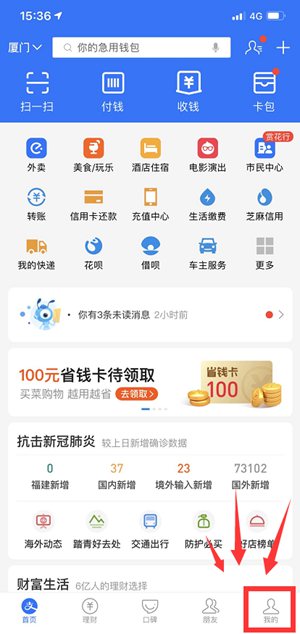 15:36 4G
厦门 你的急用钱包
扫一扫 付钱 收钱 卡包
赏花行
外卖 美食/玩乐 酒店住宿 电影演出 市民中心
转账 信用卡还款 充值中心 生活缴费 芝麻信用
我的快递 花呗 借呗 车主服务 更多
你有3条未读消息 2小时前
100元省钱卡待领取
买菜购物 越用越省 去领取>
省钱卡
100
抗击新冠肺炎 较上日新增确诊数据
0 37 23 73102
福建新增 国内新增 境外输入新增 国外新增
海外动态 踏青好去处 交通出行 防护必买 好店榜单
财富生活 6亿人的理财选择
首页 理财 口碑 朋友 我的